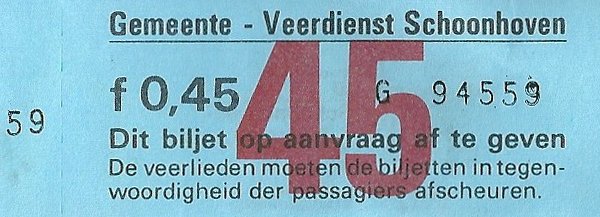 Gemeente - Veerdienst Schoonhoven
45
f 0,45
G 94559
59
Dit biljet op aanvraag af te geven
De veerlieden moeten de biljetten in tegen-
woordigheid der passagiers afscheuren.